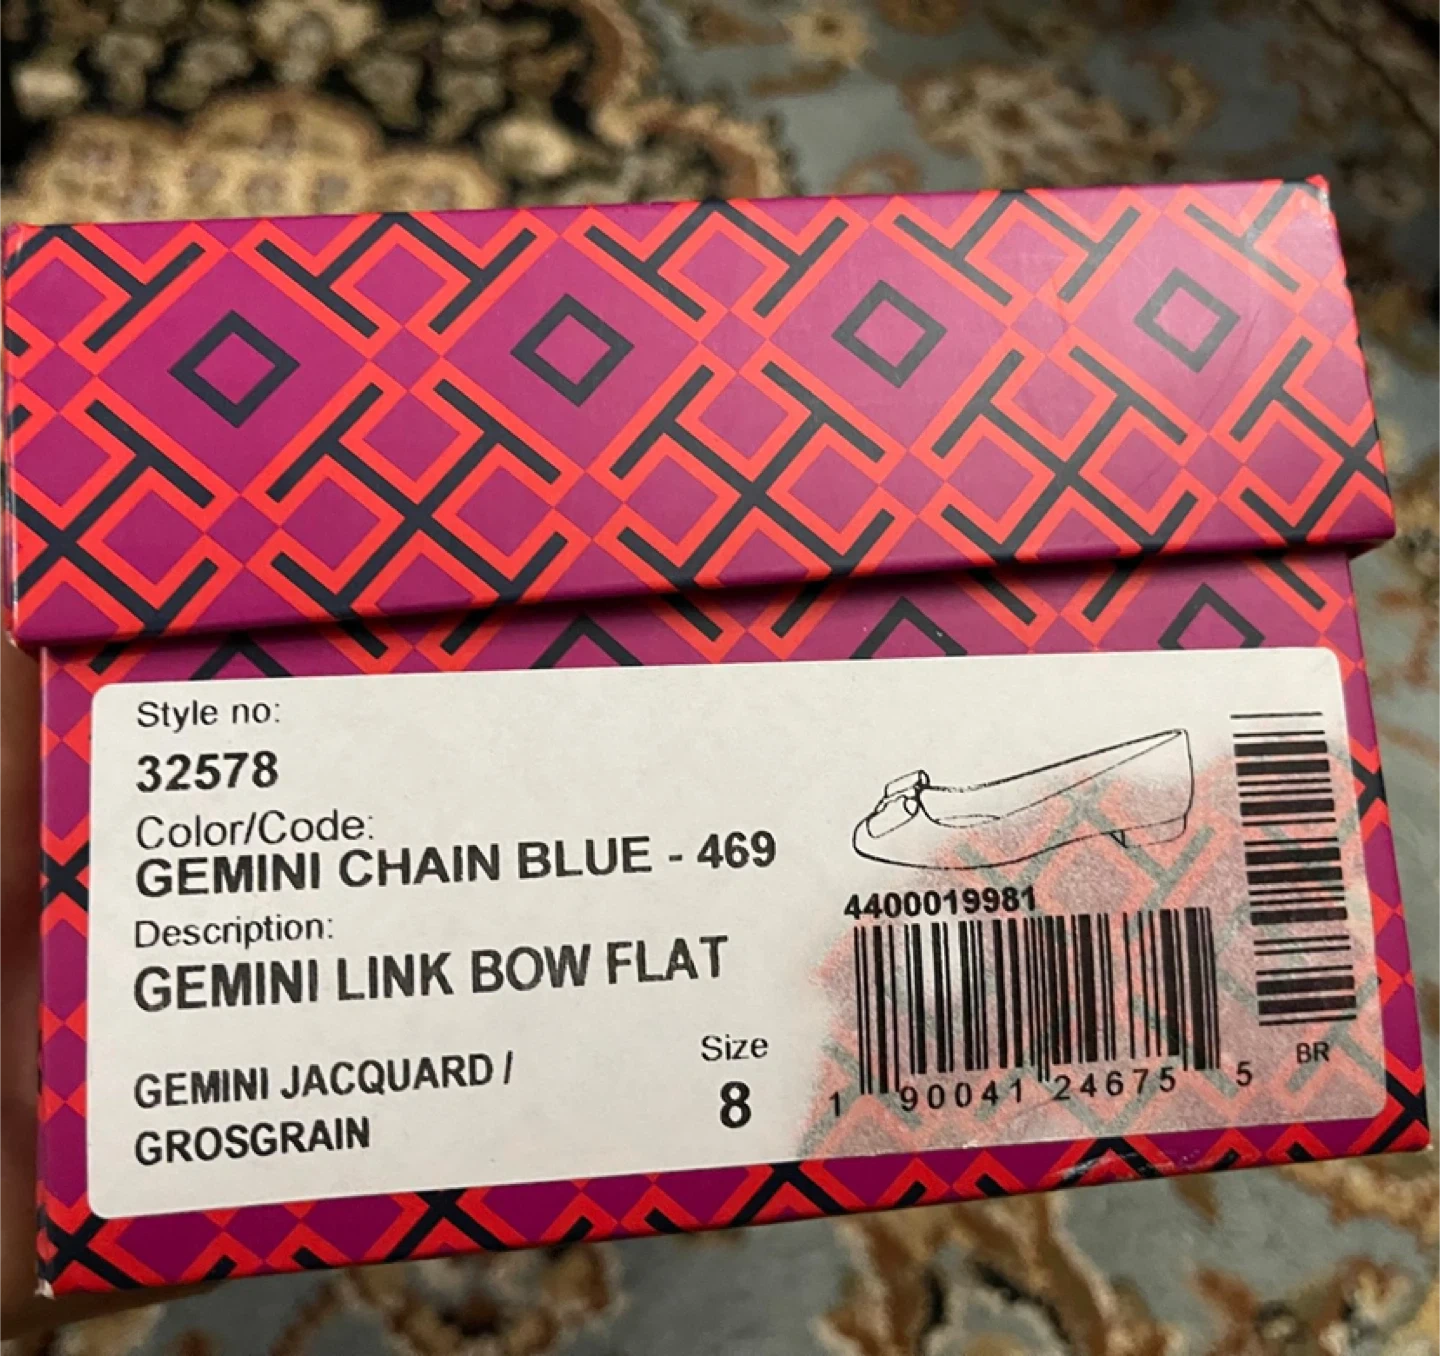 Style no:
32578
Color/Code:
GEMINI CHAIN BLUE - 469
Description:
GEMINI LINK BOW FLAT
GEMINI JACQUARD /
GROSGRAIN
Size
8
4400019981
1 90041 24675 5
BR